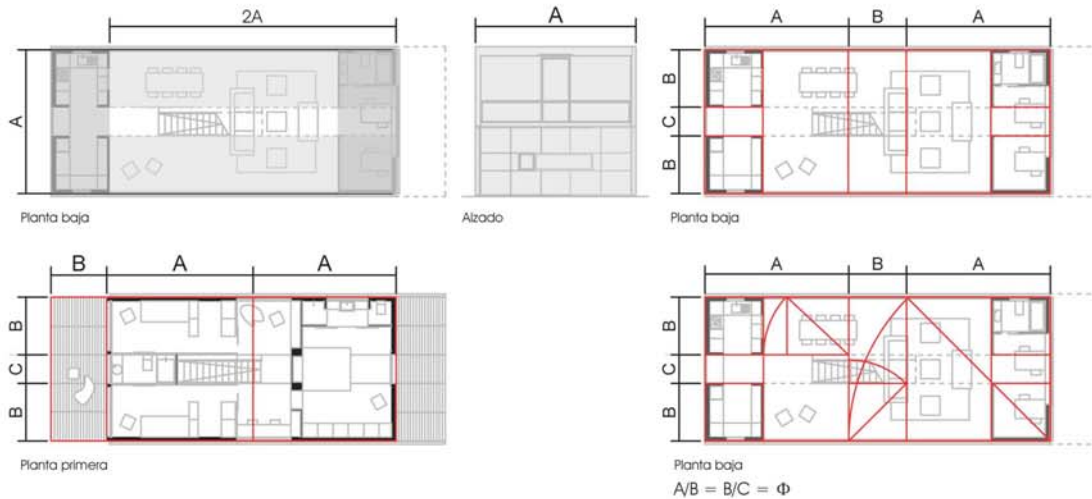 2A
A
Planta baja
A
Alzado
A B A
B
C
B
Planta baja
B A A
B
C
B
Planta primera
A B A
B
C
B
Planta baja
A/B = B/C = Φ